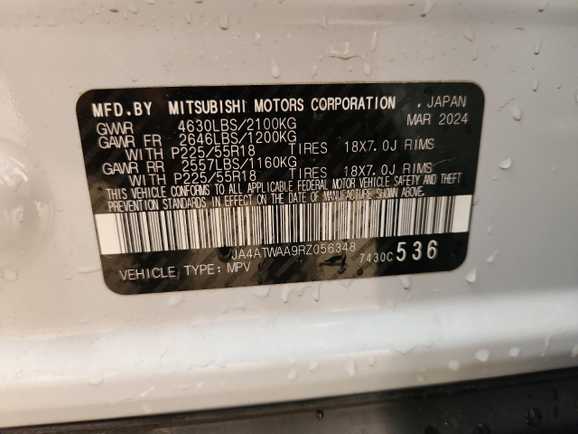 MFD.BY MITSUBISHI MOTORS CORPORATION . JAPAN
GVWR 4630LBS/2100KG MAR 2024
GAWR FR 2646LBS/1200KG
WITH P225/55R18 TIRES 18X7.0J RIMS
GAWR RR 2557LBS/1160KG
WITH P225/55R18 TIRES 18X7.0J RIMS
THIS VEHICLE CONFORMS TO ALL APPLICABLE FEDERAL MOTOR VEHICLE SAFETY AND THEFT
PREVENTION STANDARDS IN EFFECT ON THE DATE OF MANUFACTURE SHOWN ABOVE.
JA4ATWAA9RZ056348
7430C 536
VEHICLE TYPE: MPV